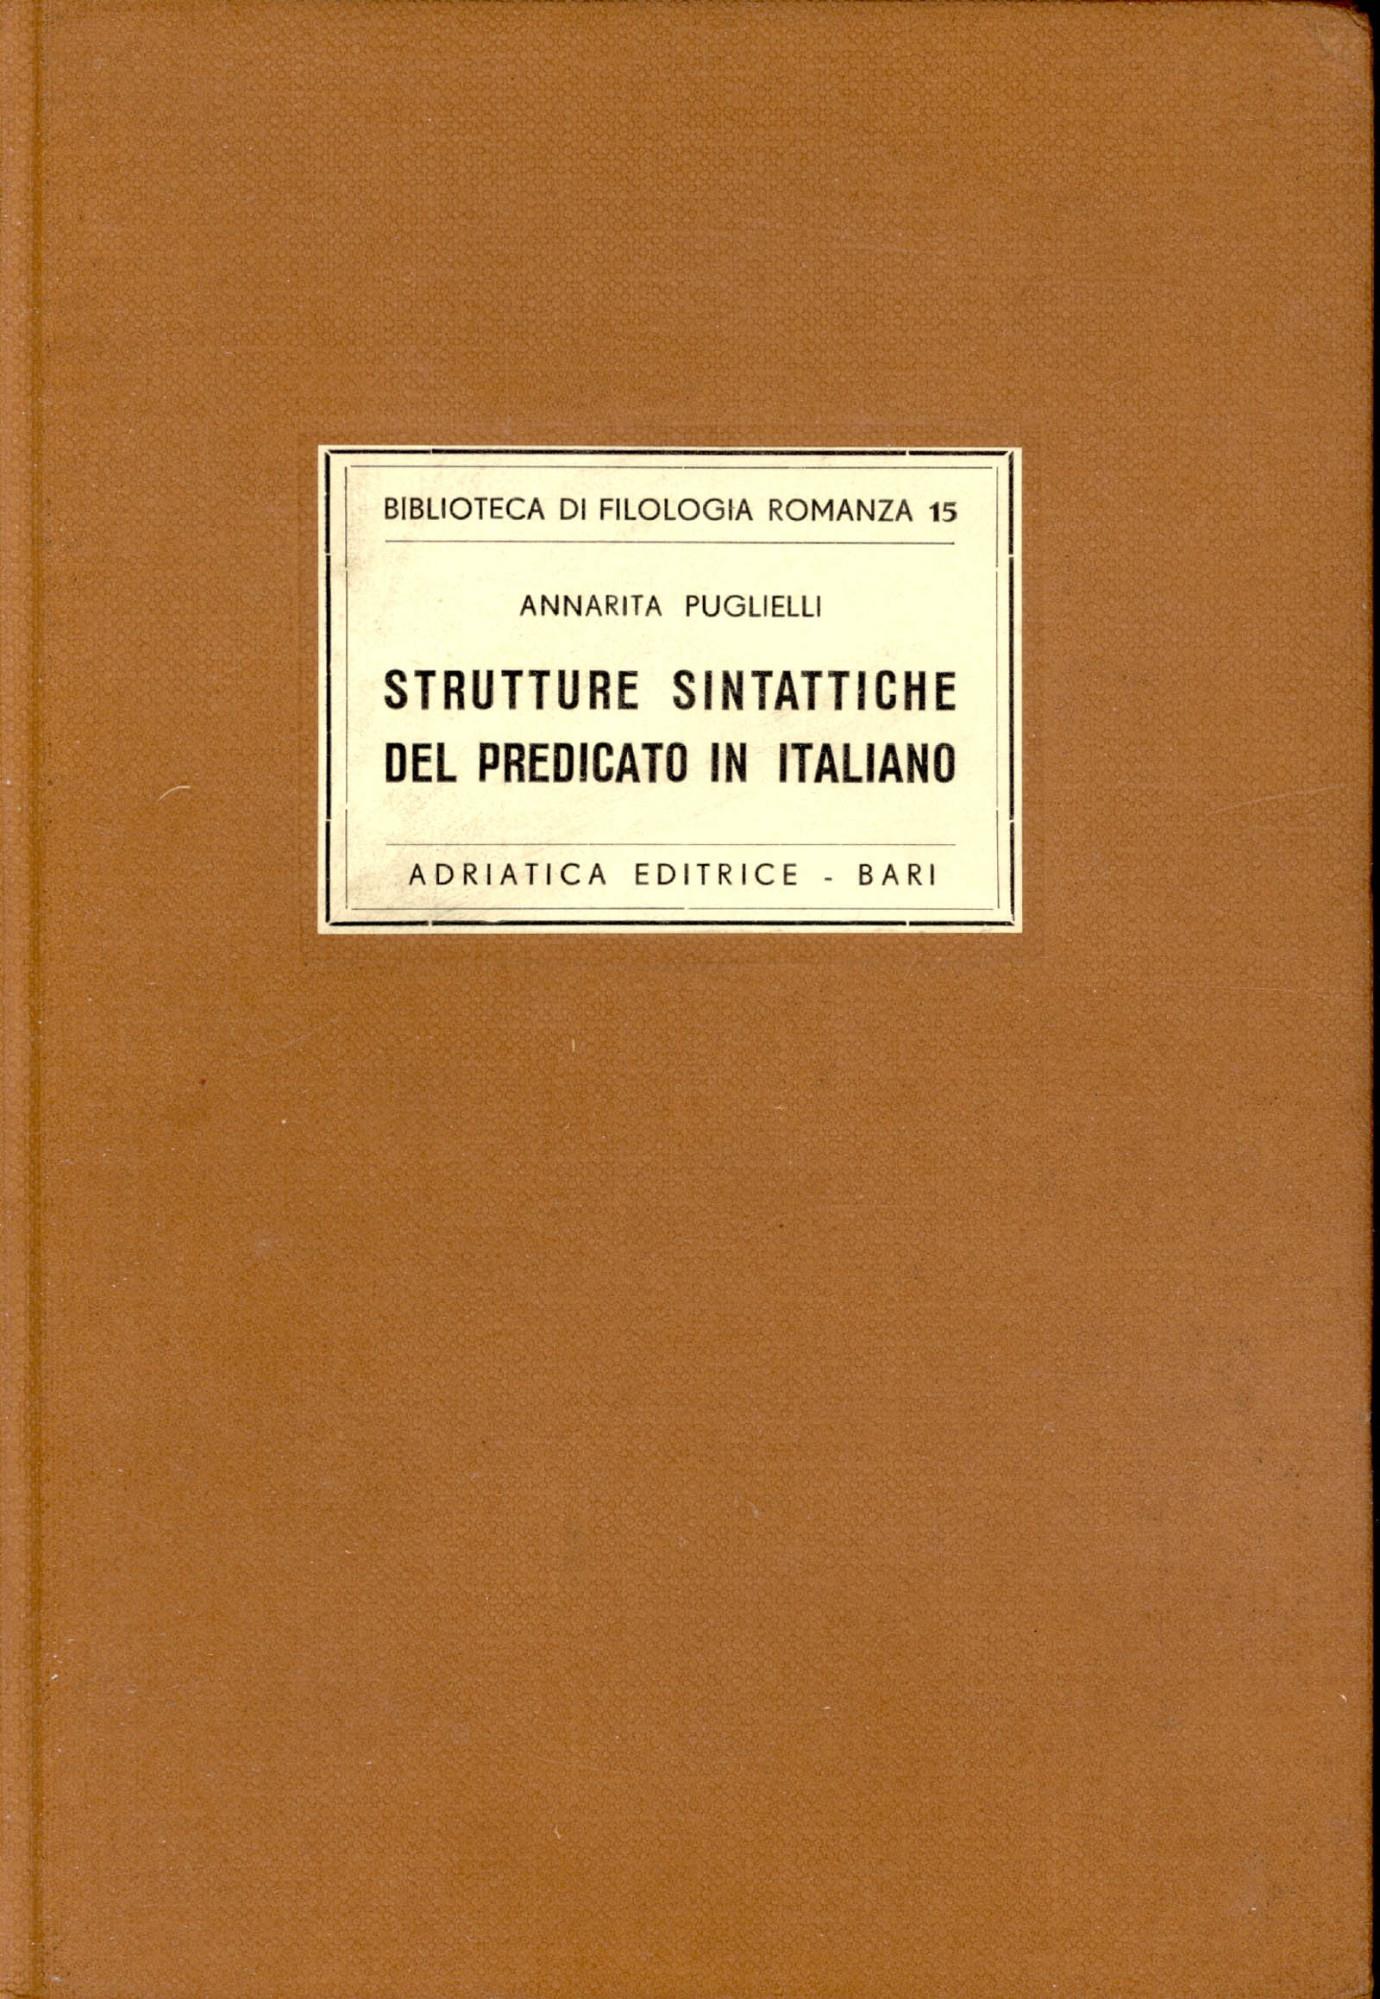 BIBLIOTECA DI FILOLOGIA ROMANZA 15
ANNARITA PUGLIELLI
STRUTTURE SINTATTICHE
DEL PREDICATO IN ITALIANO
ADRIATICA EDITRICE - BARI